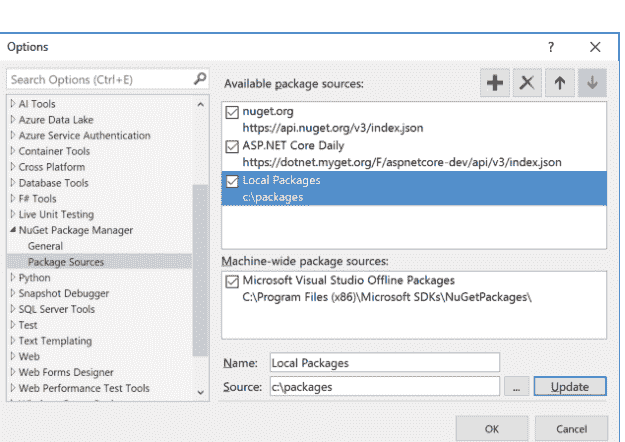 Options ? X
Search Options (Ctrl+E)
AI Tools
Azure Data Lake
Azure Service Authentication
Container Tools
Cross Platform
Database Tools
F# Tools
Live Unit Testing
NuGet Package Manager
General
Package Sources
Python
Snapshot Debugger
SQL Server Tools
Test
Text Templating
Web
Web Forms Designer
Web Performance Test Tools
Available package sources:
nuget.org
https://api.nuget.org/v3/index.json
ASP.NET Core Daily
https://dotnet.myget.org/F/aspnetcore-dev/api/v3/index.json
Local Packages
c:\packages
Machine-wide package sources:
Microsoft Visual Studio Offline Packages
C:\Program Files (x86)\Microsoft SDKs\NuGetPackages\
Name: Local Packages
Source: c:\packages ... Update
OK Cancel